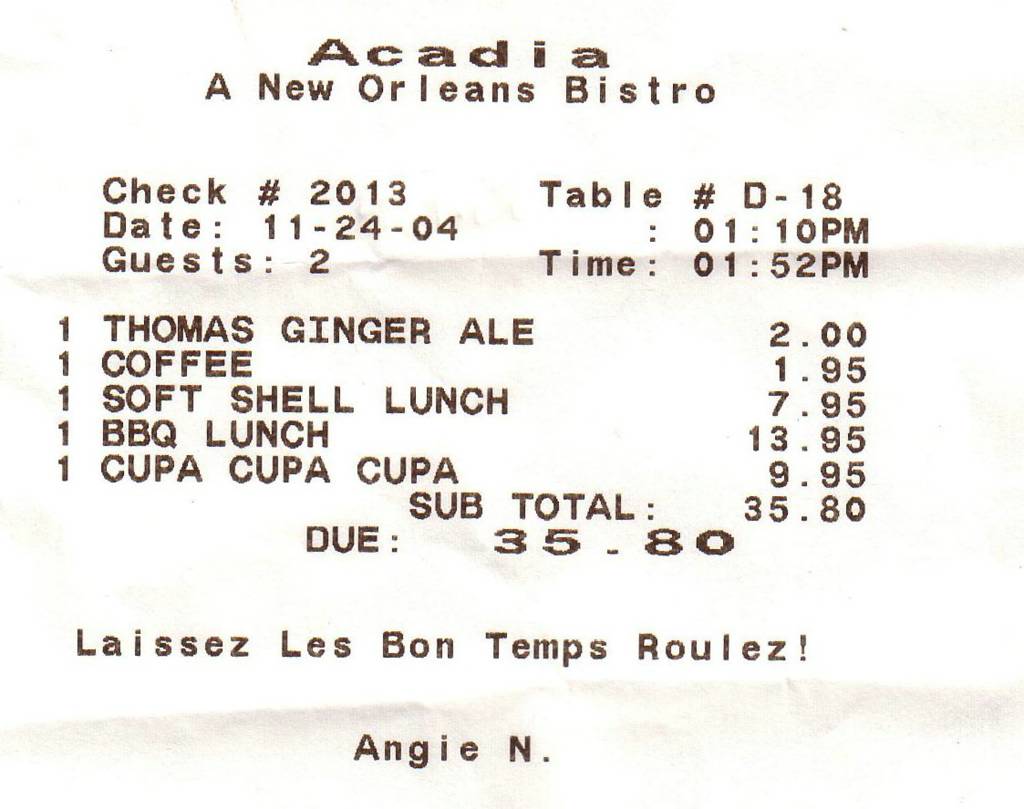 Acadia
A New Orleans Bistro
Check # 2013 Table # D-18
Date: 11-24-04 : 01:10PM
Guests: 2 Time: 01:52PM
1 THOMAS GINGER ALE 2.00
1 COFFEE 1.95
1 SOFT SHELL LUNCH 7.95
1 BBQ LUNCH 13.95
1 CUPA CUPA CUPA 9.95
SUB TOTAL: 35.80
DUE: 35.80
Laissez Les Bon Temps Roulez!
Angie N.